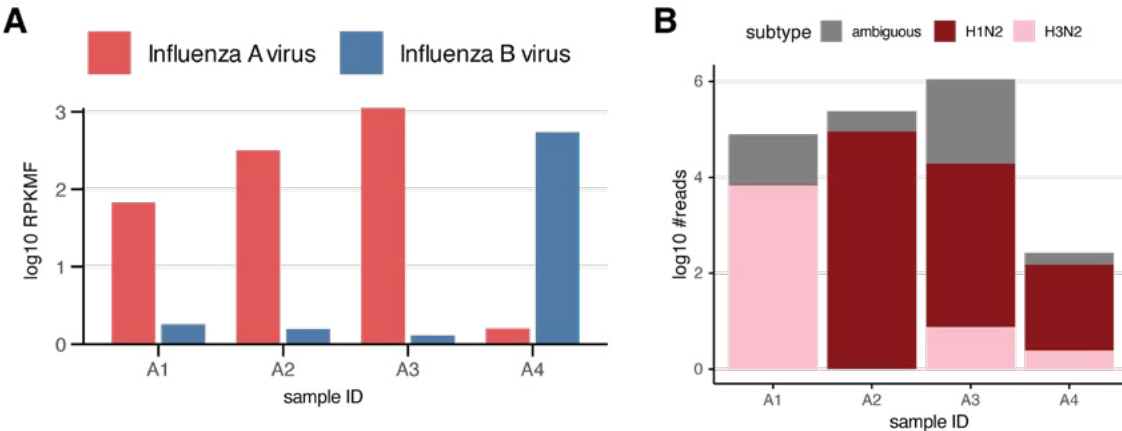 A
Influenza A virus
Influenza B virus
log10 RPKMF
3
2
1
0
A1 A2 A3 A4
sample ID
B
subtype ambiguous H1N2 H3N2
log10 #reads
6
4
2
0
A1 A2 A3 A4
sample ID